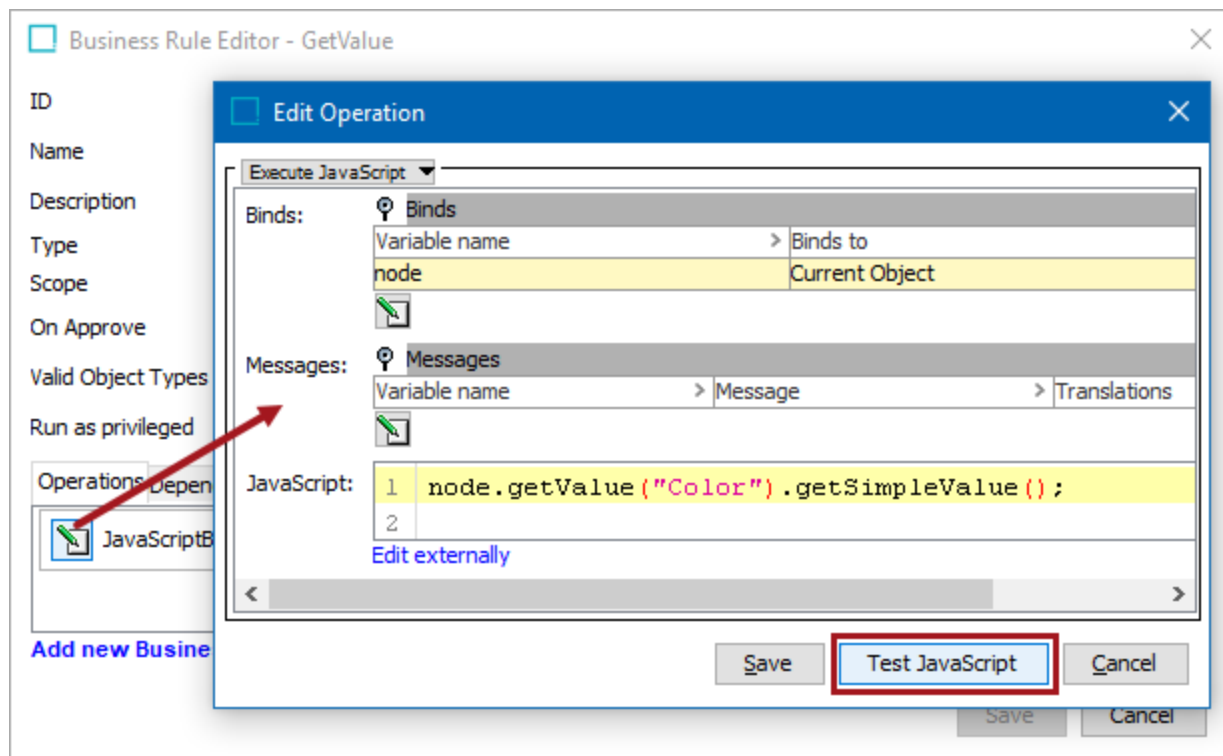 Business Rule Editor - GetValue
ID
Name
Description
Type
Scope
On Approve
Valid Object Types
Run as privileged
Operations
JavaScriptB
Add new Busine
Save Cancel
Edit Operation
Execute JavaScript
Binds: Binds
Variable name > Binds to
node Current Object
Messages: Messages
Variable name > Message > Translations
JavaScript: 1 node.getValue("Color").getSimpleValue();
2
Edit externally
< >
Save Test JavaScript Cancel